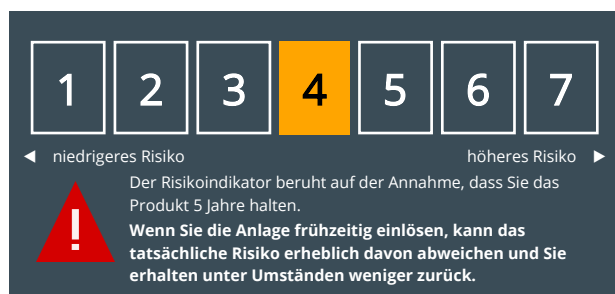 1 2 3 4 5 6 7
◄ niedrigeres Risiko höheres Risiko ►
Der Risikoindikator beruht auf der Annahme, dass Sie das
Produkt 5 Jahre halten.
Wenn Sie die Anlage frühzeitig einlösen, kann das
tatsächliche Risiko erheblich davon abweichen und Sie
erhalten unter Umständen weniger zurück.